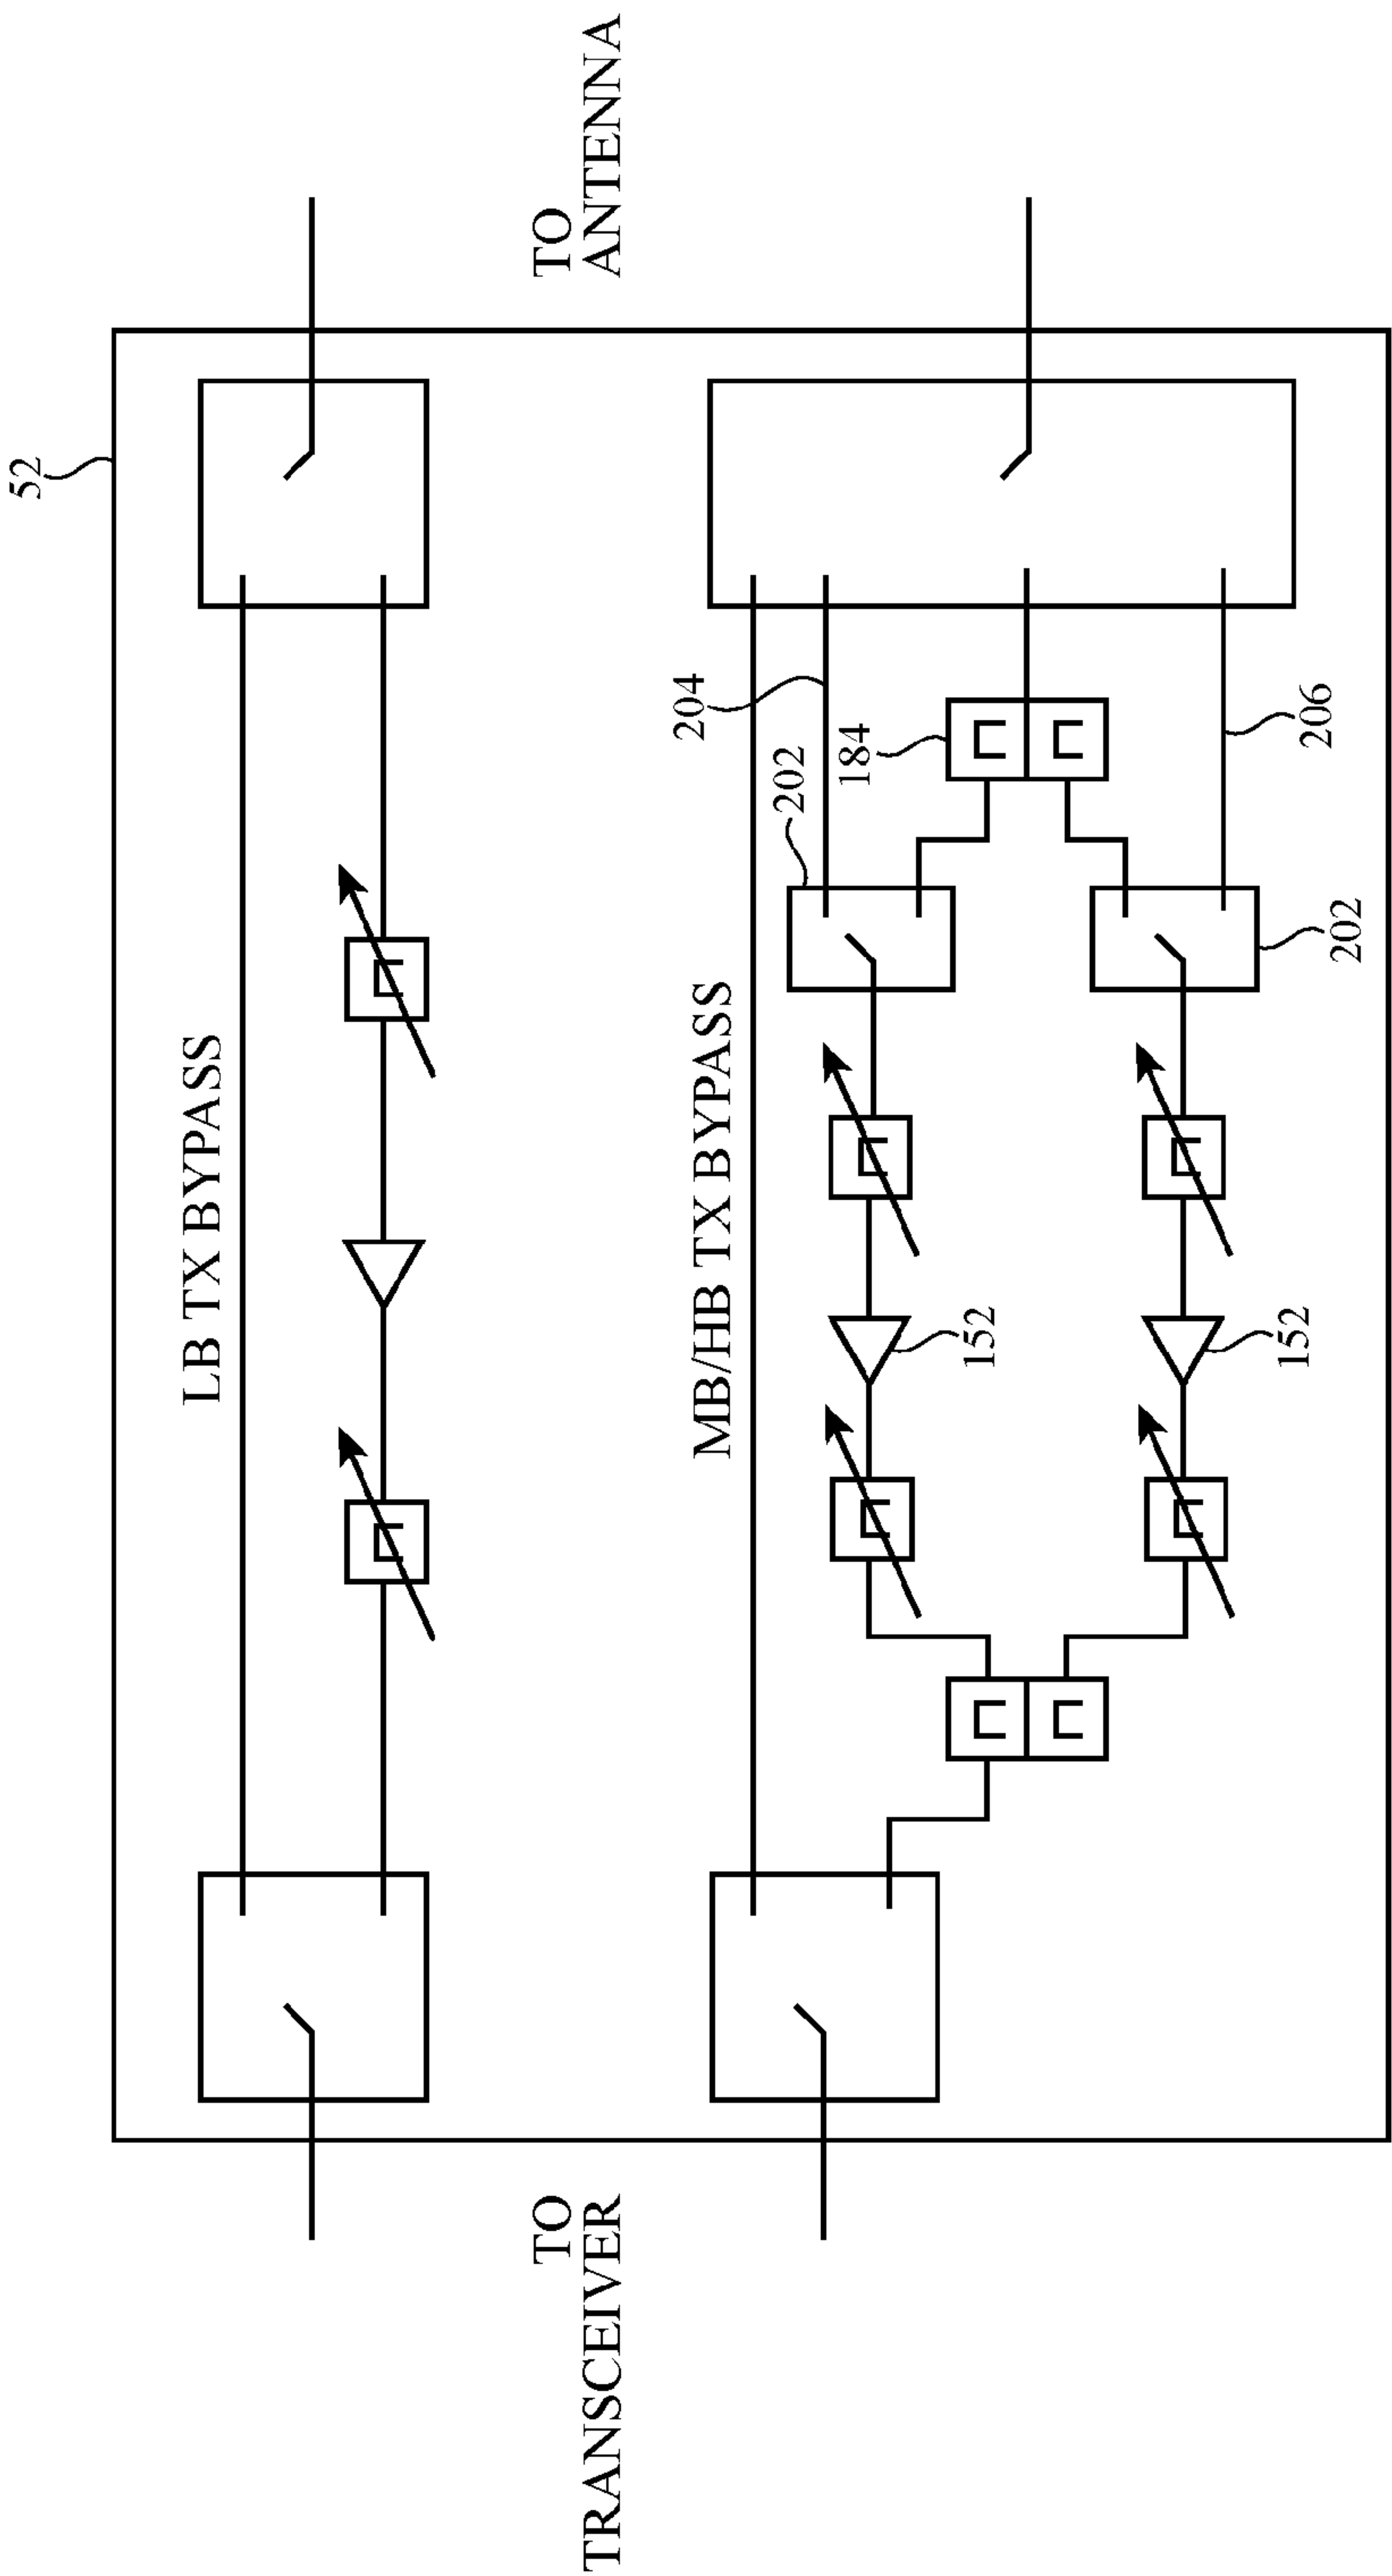 52
LB TX BYPASS
TO
TRANSCEIVER
TO
ANTENNA
MB/HB TX BYPASS
204
202
184
152
152
202
206